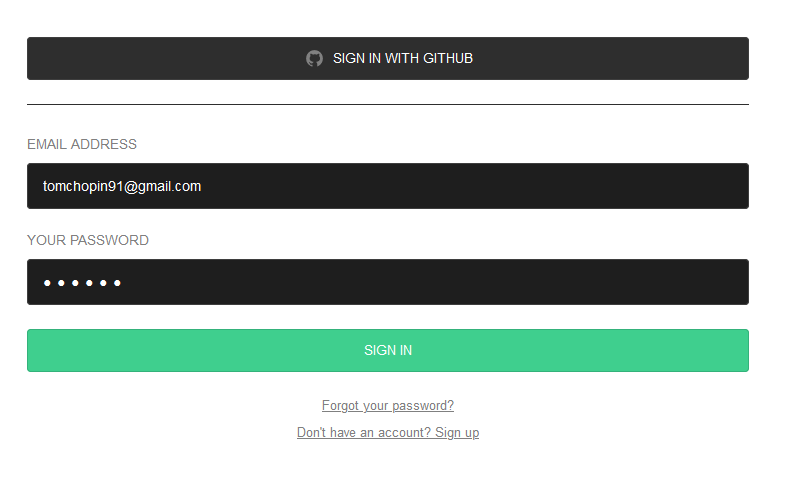 SIGN IN WITH GITHUB
EMAIL ADDRESS
tomchopin91@gmail.com
YOUR PASSWORD
● ● ● ● ● ●
SIGN IN
Forgot your password?
Don't have an account? Sign up